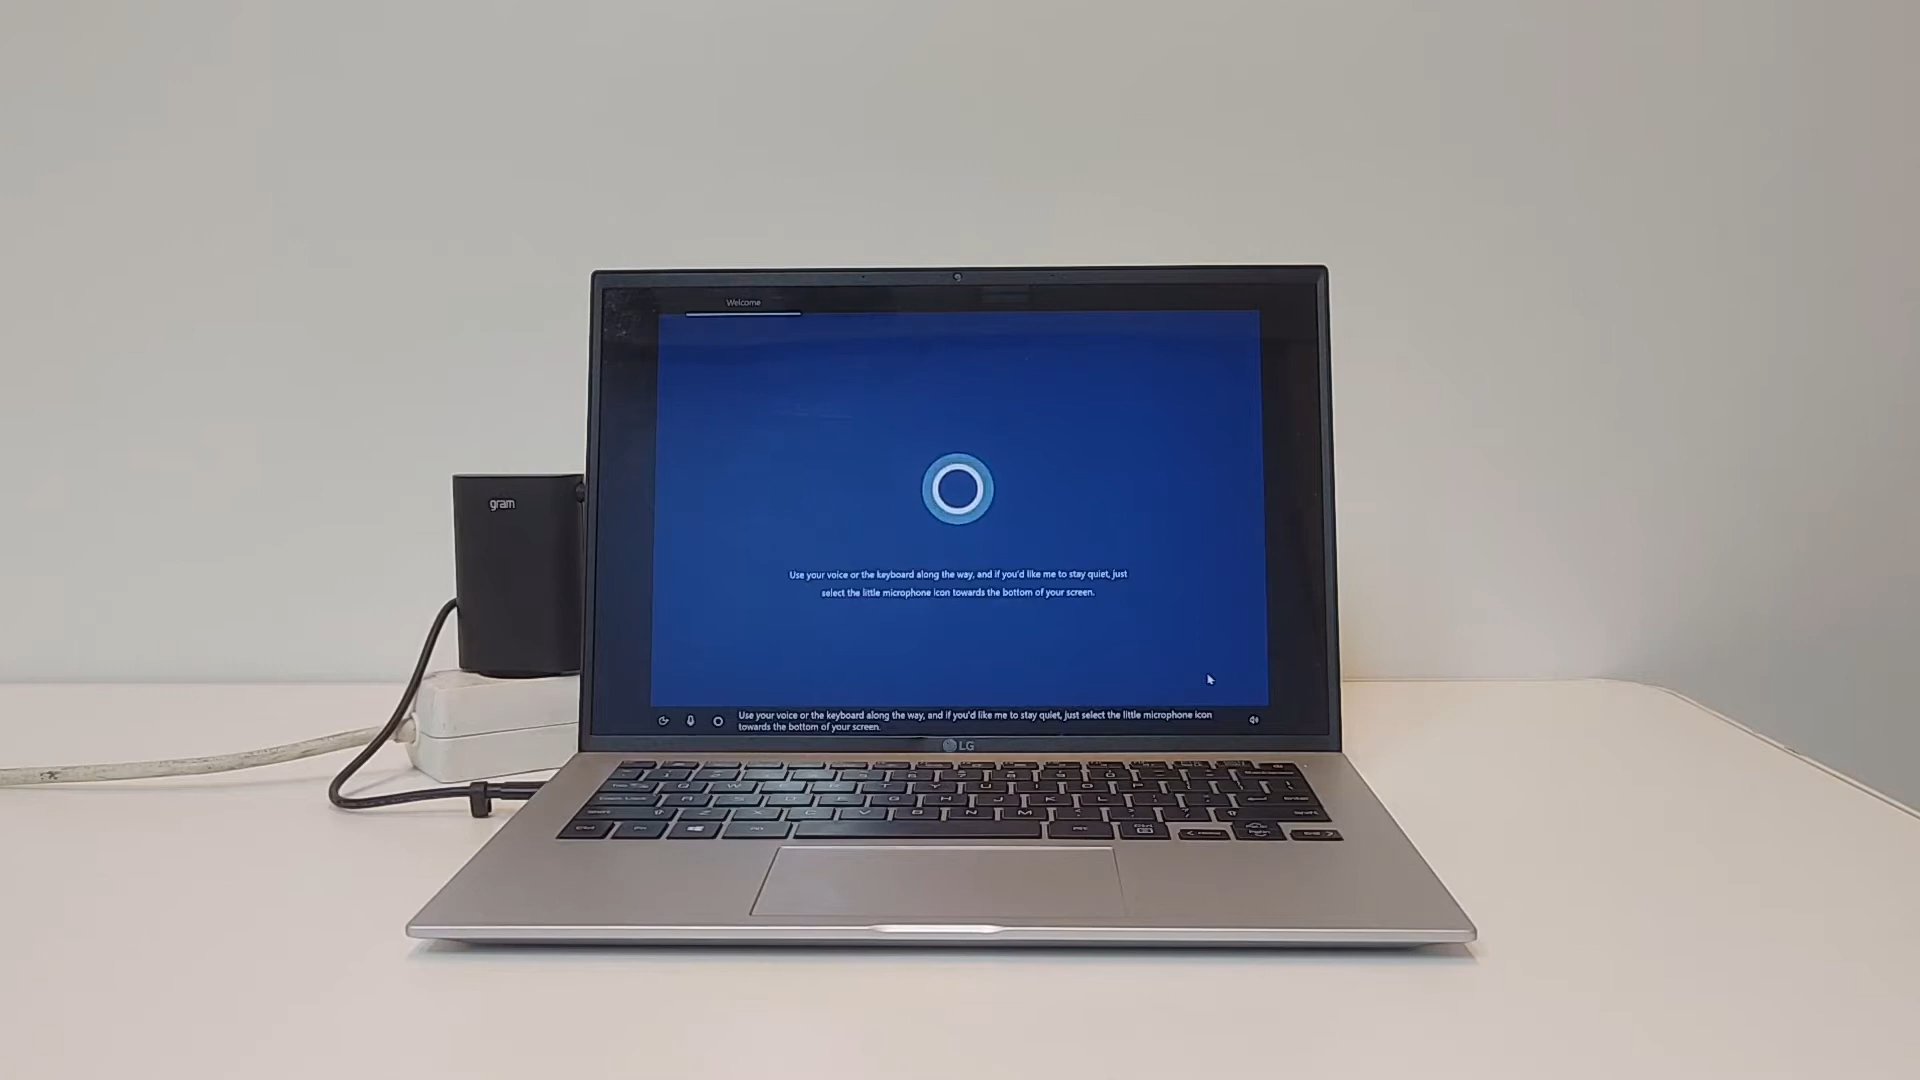 Welcome
gram
Use your voice or the keyboard along the way, and if you'd like me to stay quiet, just
select the little microphone icon towards the bottom of your screen.
Use your voice or the keyboard along the way, and if you'd like me to stay quiet, just select the little microphone icon
towards the bottom of your screen.
LG
Q W E R T Y U I O P
A S D F G H J K L
Z X C V B N M
Ctrl Fn